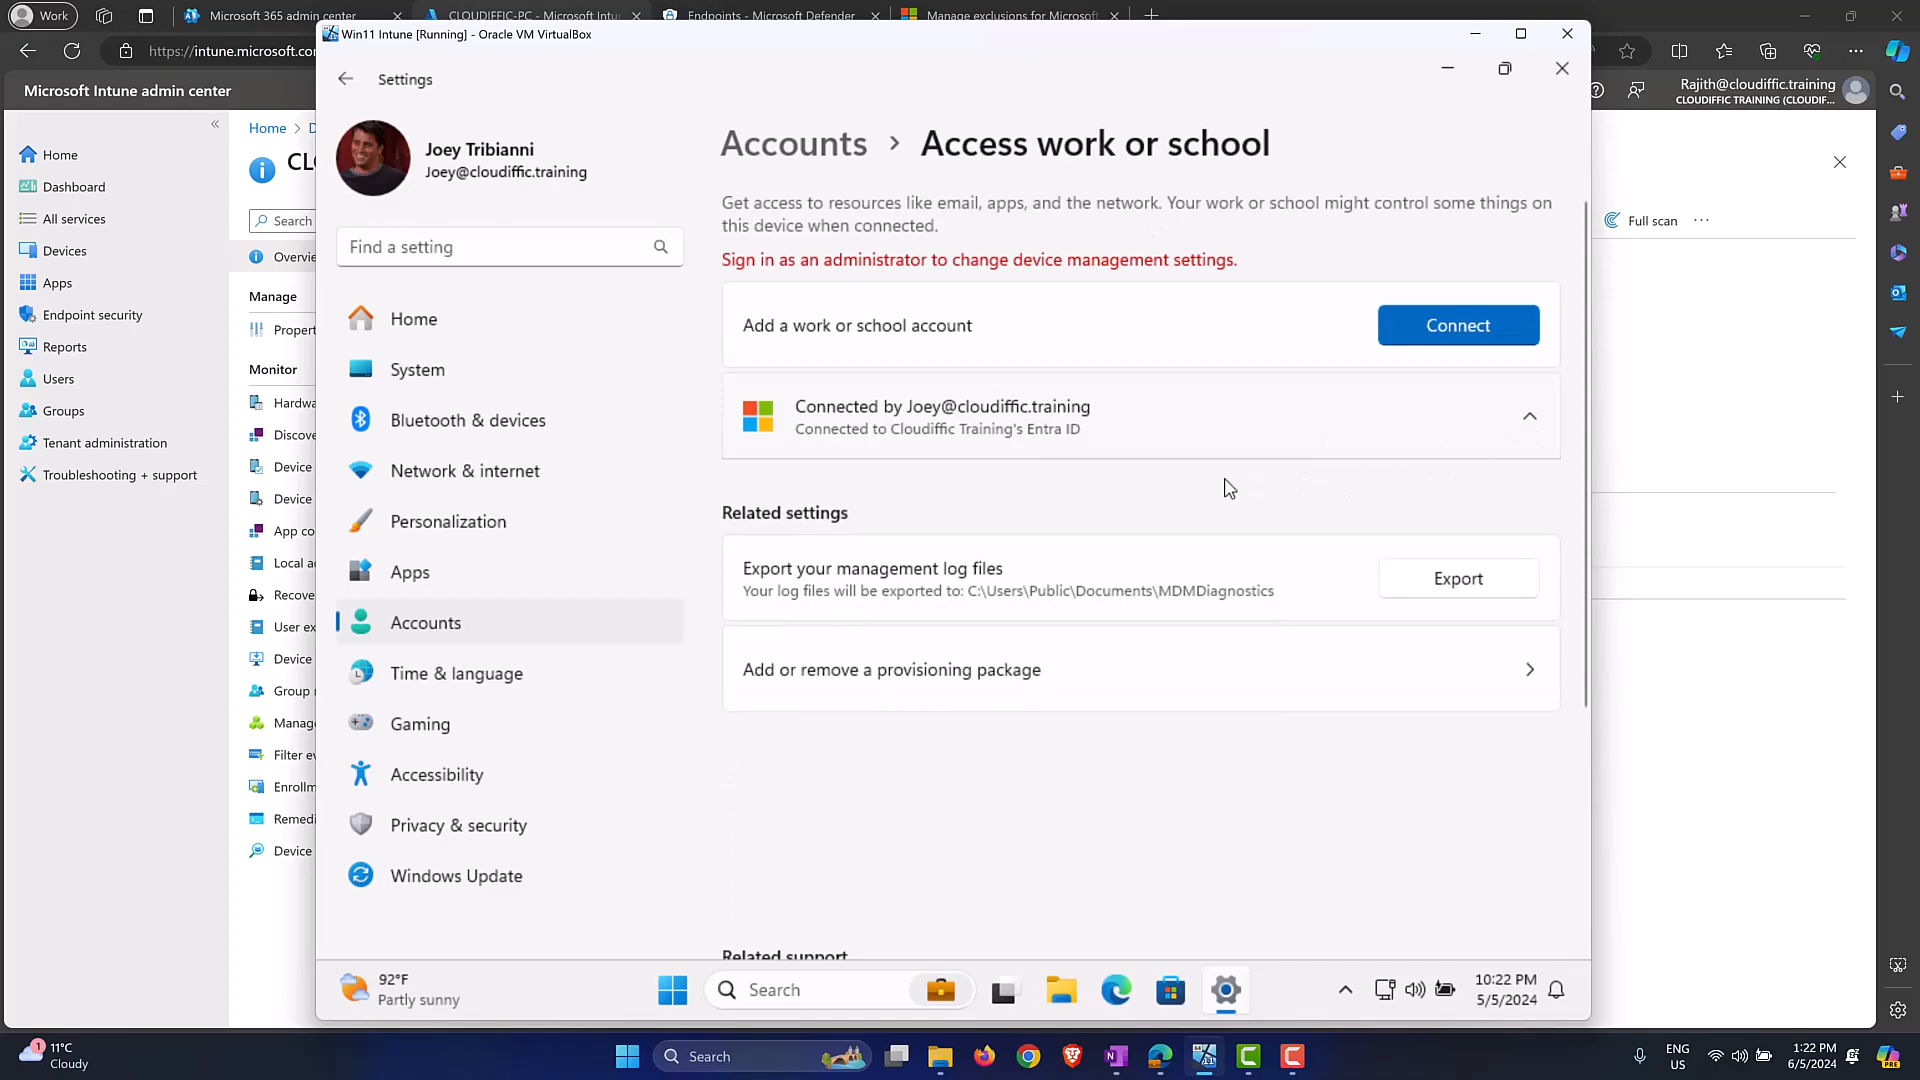 Work
Microsoft 365 admin center
CLOUDIFFIC-PC - Microsoft Intu
Endpoints - Microsoft Defender
Manage exclusions for Microsof
https://intune.microsoft.co
Microsoft Intune admin center
Rajith@cloudiffic.training
CLOUDIFFIC TRAINING (CLOUDIF...
Home
Dashboard
All services
Devices
Apps
Endpoint security
Reports
Users
Groups
Tenant administration
Troubleshooting + support
Home > D
CL
Search
Overvie
Manage
Propert
Monitor
Hardwa
Discove
Device
Device
App co
Local a
Recove
User ex
Device
Group
Manag
Filter e
Enrollm
Remedi
Device
Full scan
Win11 Intune [Running] - Oracle VM VirtualBox
Settings
Joey Tribianni
Joey@cloudiffic.training
Find a setting
Home
System
Bluetooth & devices
Network & internet
Personalization
Apps
Accounts
Time & language
Gaming
Accessibility
Privacy & security
Windows Update
Accounts > Access work or school
Get access to resources like email, apps, and the network. Your work or school might control some things on
this device when connected.
Sign in as an administrator to change device management settings.
Add a work or school account
Connect
Connected by Joey@cloudiffic.training
Connected to Cloudiffic Training's Entra ID
Related settings
Export your management log files
Your log files will be exported to: C:\Users\Public\Documents\MDMDiagnostics
Export
Add or remove a provisioning package
Related support
92°F
Partly sunny
Search
10:22 PM
5/5/2024
1
11°C
Cloudy
Search
ENG
US
1:22 PM
6/5/2024
PRE